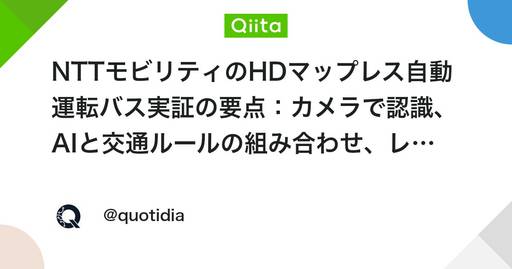 Qiita
NTTモビリティのHDマップレス自動
運転バス実証の要点：カメラで認識、
AIと交通ルールの組み合わせ、レ…
@quotidia